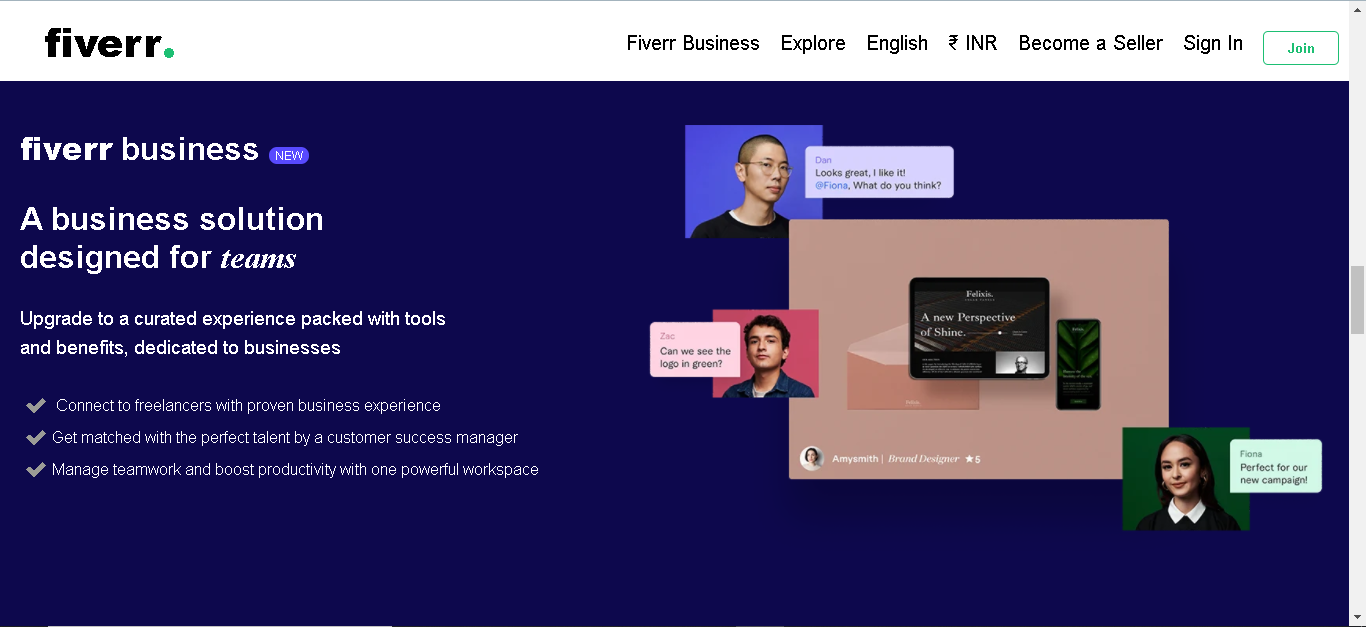 fiverr.
Fiverr Business Explore English ₹ INR Become a Seller Sign In Join
fiverr business NEW
A business solution
designed for teams
Upgrade to a curated experience packed with tools
and benefits, dedicated to businesses
Connect to freelancers with proven business experience
Get matched with the perfect talent by a customer success manager
Manage teamwork and boost productivity with one powerful workspace
Dan
Looks great, I like it!
@Fiona, What do you think?
Zac
Can we see the
logo in green?
Felixis.
A new Perspective
of Shine.
Felixis.
Amysmith | Brand Designer ★5
Fiona
Perfect for our
new campaign!